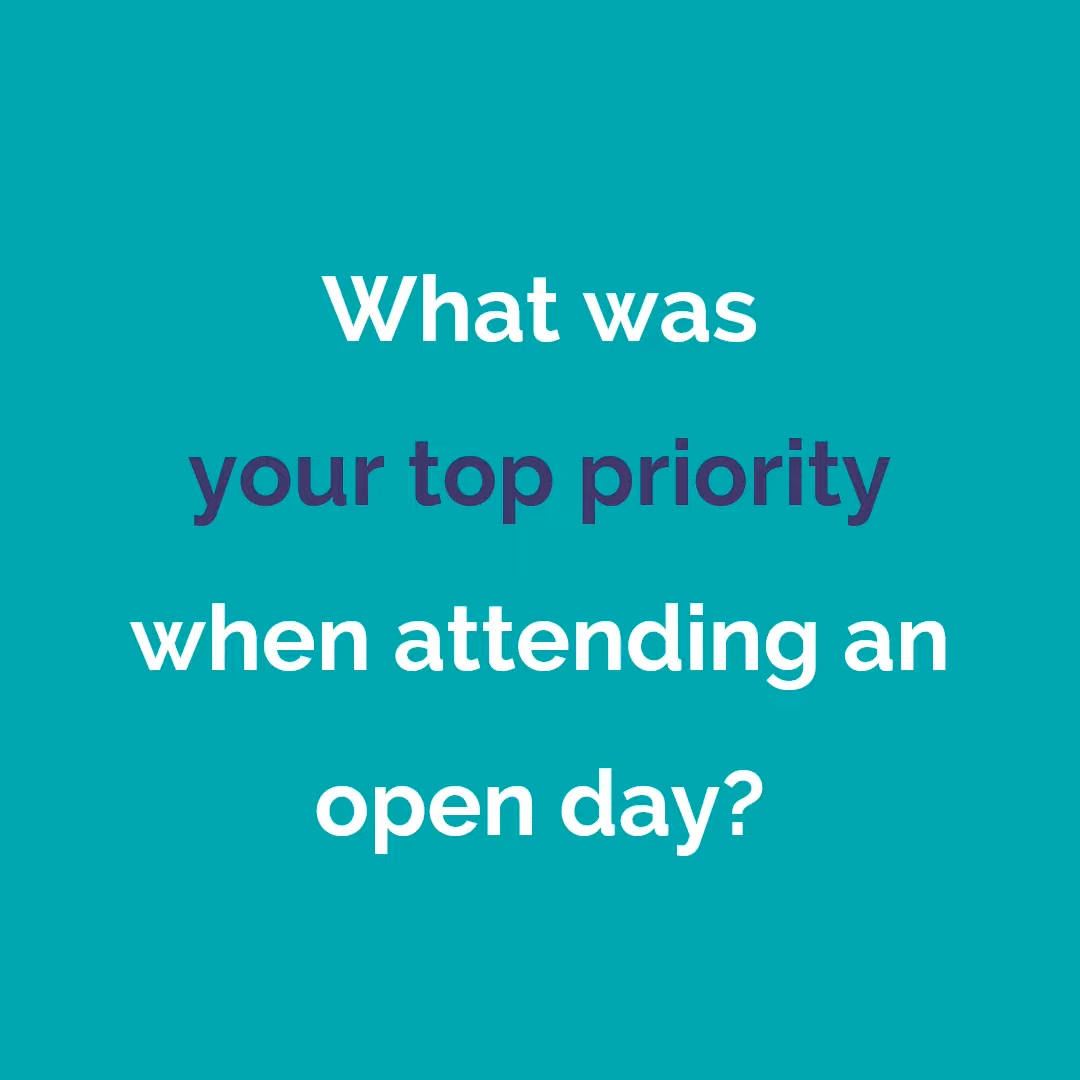 What was
your top priority
when attending an
open day?